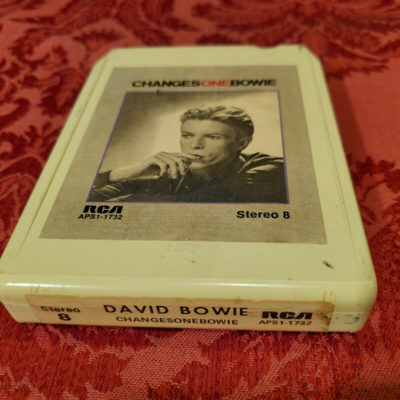 CHANGESONEBOWIE
RCA
APS1-1732
Stereo 8
Stereo
8
DAVID BOWIE
CHANGESONEBOWIE
RCA
APS1-1732